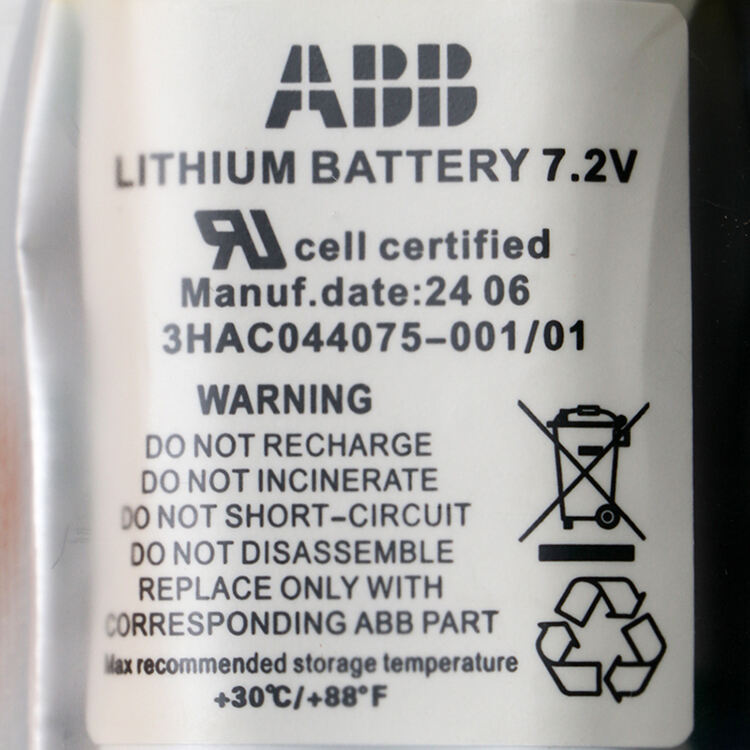 ABB
LITHIUM BATTERY 7.2V
RU cell certified
Manuf.date:24 06
3HAC044075-001/01
WARNING
DO NOT RECHARGE
DO NOT INCINERATE
DO NOT SHORT-CIRCUIT
DO NOT DISASSEMBLE
REPLACE ONLY WITH
CORRESPONDING ABB PART
Max recommended storage temperature
+30℃/+88°F